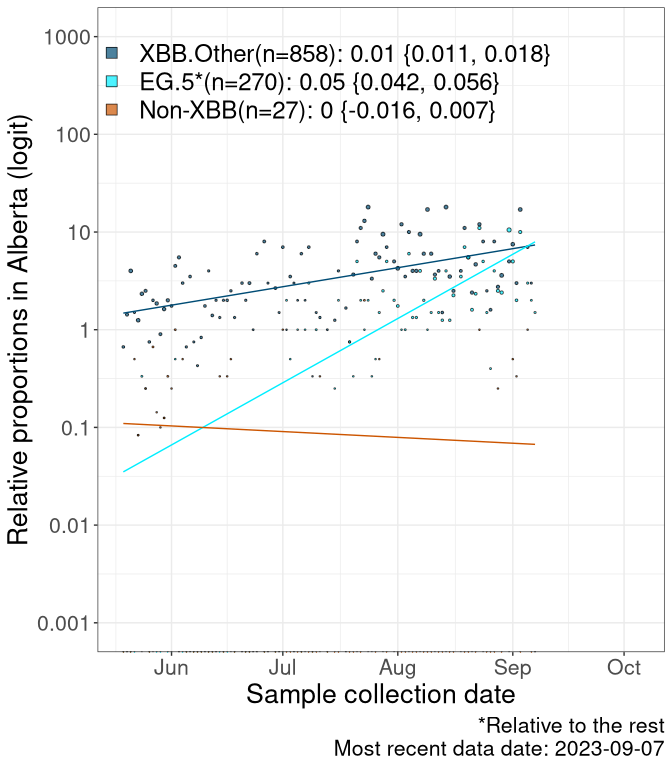 1000
100
10
1
0.1
0.01
0.001
Relative proportions in Alberta (logit)
XBB.Other(n=858): 0.01 {0.011, 0.018}
EG.5*(n=270): 0.05 {0.042, 0.056}
Non-XBB(n=27): 0 {-0.016, 0.007}
Jun Jul Aug Sep Oct
Sample collection date
*Relative to the rest
Most recent data date: 2023-09-07